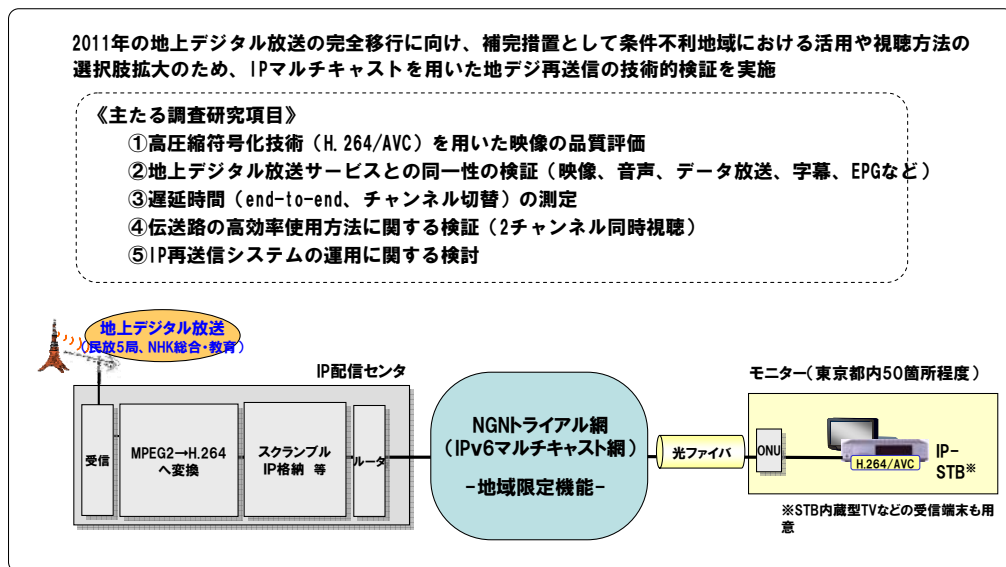 2011年の地上デジタル放送の完全移行に向け、補完措置として条件不利地域における活用や視聴方法の
選択肢拡大のため、IPマルチキャストを用いた地デジ再送信の技術的検証を実施
《主たる調査研究項目》
①高圧縮符号化技術（H.264/AVC）を用いた映像の品質評価
②地上デジタル放送サービスとの同一性の検証（映像、音声、データ放送、字幕、EPGなど）
③遅延時間（end-to-end、チャンネル切替）の測定
④伝送路の高効率使用方法に関する検証（2チャンネル同時視聴）
⑤IP再送信システムの運用に関する検討
地上デジタル放送
（民放5局、NHK総合・教育）
IP配信センタ
受信
MPEG2→H.264
へ変換
スクランブル
IP格納 等
ルータ
NGNトライアル網
（IPv6マルチキャスト網）
-地域限定機能-
光ファイバ
モニター（東京都内50箇所程度）
ONU
H.264/AVC
IP-
STB※
※STB内蔵型TVなどの受信端末も用
意